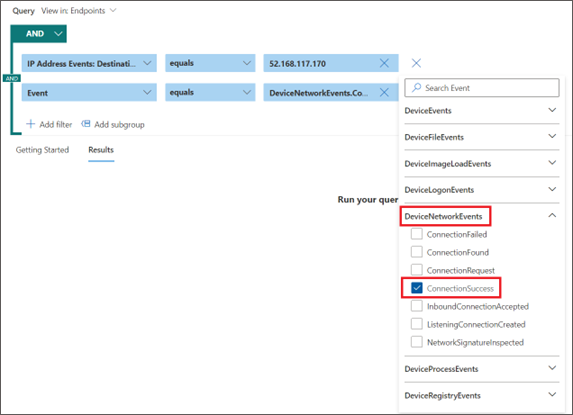 Query View in: Endpoints
AND
IP Address Events: Destinati... equals 52.168.117.170
AND
Event equals DeviceNetworkEvents.Co...
Add filter Add subgroup
Getting Started Results
Run your quer
Search Event
DeviceEvents
DeviceFileEvents
DeviceImageLoadEvents
DeviceLogonEvents
DeviceNetworkEvents
ConnectionFailed
ConnectionFound
ConnectionRequest
ConnectionSuccess
InboundConnectionAccepted
ListeningConnectionCreated
NetworkSignatureInspected
DeviceProcessEvents
DeviceRegistryEvents